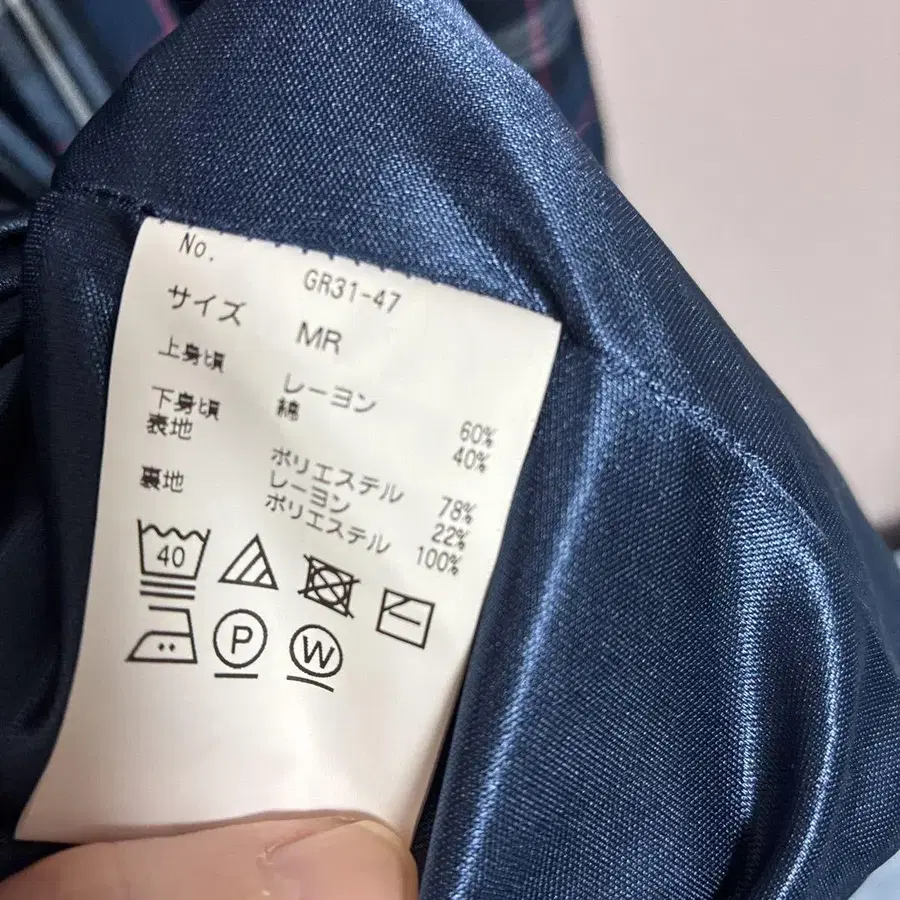 No. GR31-47
サイズ MR
上身頃 レーヨン 60%
綿 40%
下身頃
表地 ポリエステル 78%
レーヨン 22%
裏地 ポリエステル 100%
40
P W